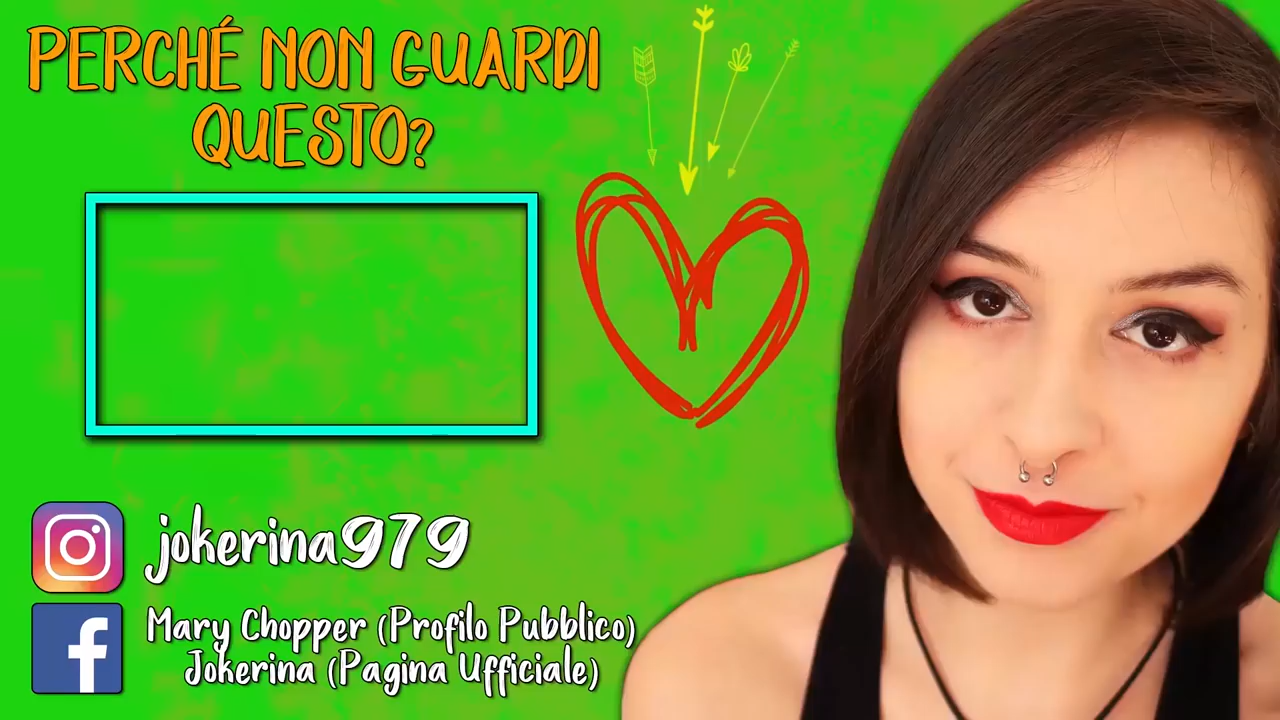 PERCHÉ NON GUARDI
QUESTO?
jokerina979
Mary Chopper (Profilo Pubblico)
Jokerina (Pagina Ufficiale)